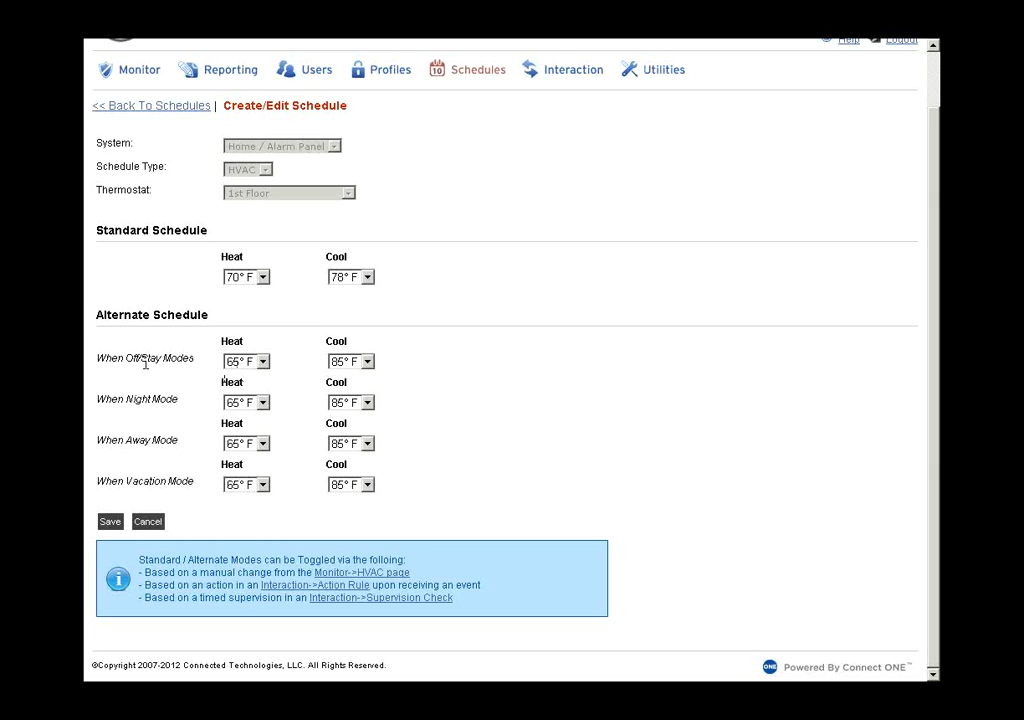 Help Logout
Monitor Reporting Users Profiles 10 Schedules Interaction Utilities
<< Back To Schedules | Create/Edit Schedule
System: Home / Alarm Panel
Schedule Type: HVAC
Thermostat: 1st Floor
Standard Schedule
Heat Cool
70° F 78° F
Alternate Schedule
Heat Cool
When Off/Stay Modes 65° F 85° F
Heat Cool
When Night Mode 65° F 85° F
Heat Cool
When Away Mode 65° F 85° F
Heat Cool
When Vacation Mode 65° F 85° F
Save Cancel
Standard / Alternate Modes can be Toggled via the folloing:
- Based on a manual change from the Monitor->HVAC page
- Based on an action in an Interaction->Action Rule upon receiving an event
- Based on a timed supervision in an Interaction->Supervision Check
©Copyright 2007-2012 Connected Technologies, LLC. All Rights Reserved.
ONE Powered By Connect ONE™